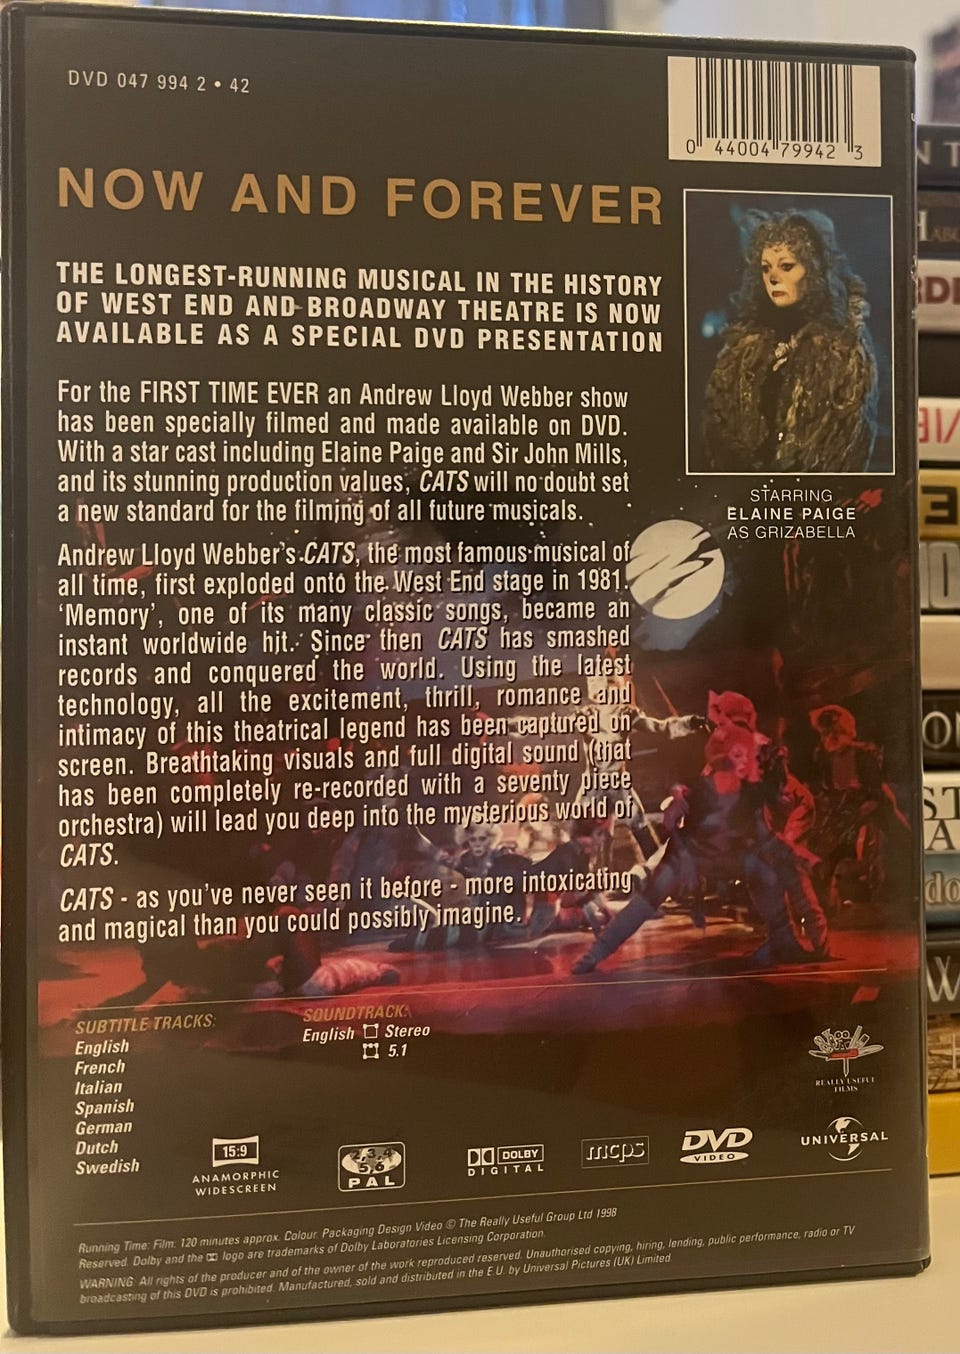 DVD 047 994 2 • 42
0 44004 79942 3
NOW AND FOREVER
THE LONGEST-RUNNING MUSICAL IN THE HISTORY
OF WEST END AND BROADWAY THEATRE IS NOW
AVAILABLE AS A SPECIAL DVD PRESENTATION
For the FIRST TIME EVER an Andrew Lloyd Webber show
has been specially filmed and made available on DVD.
With a star cast including Elaine Paige and Sir John Mills,
and its stunning production values, CATS will no doubt set
a new standard for the filming of all future musicals.
STARRING
ELAINE PAIGE
AS GRIZABELLA
Andrew Lloyd Webber's CATS, the most famous musical of
all time, first exploded onto the West End stage in 1981.
‘Memory’, one of its many classic songs, became an
instant worldwide hit. Since then CATS has smashed
records and conquered the world. Using the latest
technology, all the excitement, thrill, romance and
intimacy of this theatrical legend has been captured on
screen. Breathtaking visuals and full digital sound (that
has been completely re-recorded with a seventy piece
orchestra) will lead you deep into the mysterious world of
CATS.
CATS - as you've never seen it before - more intoxicating
and magical than you could possibly imagine.
SUBTITLE TRACKS:
English
French
Italian
Spanish
German
Dutch
Swedish
SOUNDTRACK:
English Stereo
5.1
REALLY USEFUL
FILMS
15:9
ANAMORPHIC
WIDESCREEN
2,3,4
5,6
PAL
DOLBY
DIGITAL
mcps
DVD
VIDEO
UNIVERSAL
Running Time: Film: 120 minutes approx. Colour. Packaging Design Video © The Really Useful Group Ltd 1998
Reserved. Dolby and the logo are trademarks of Dolby Laboratories Licensing Corporation.
WARNING: All rights of the producer and of the owner of the work reproduced reserved. Unauthorised copying, hiring, lending, public performance, radio or TV
broadcasting of this DVD is prohibited. Manufactured, sold and distributed in the E.U. by Universal Pictures (UK) Limited.